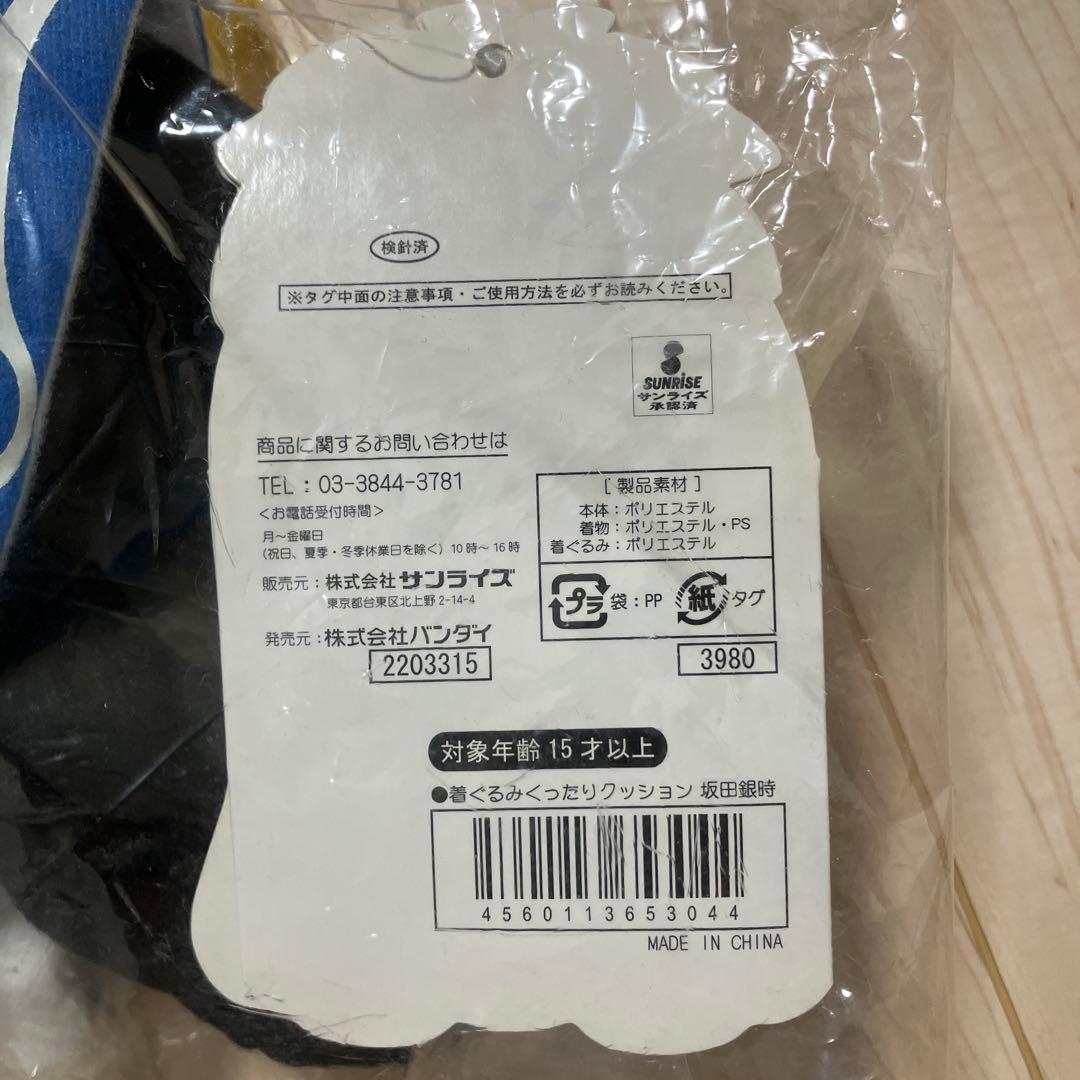 検針済
※タグ中面の注意事項・ご使用方法を必ずお読みください。
SUNRISE
サンライズ
承認済
商品に関するお問い合わせは
TEL：03-3844-3781
＜お電話受付時間＞
月～金曜日
(祝日、夏季・冬季休業日を除く) 10時～16時
販売元：株式会社サンライズ
東京都台東区北上野2-14-4
発売元：株式会社バンダイ
2203315
［製品素材］
本体：ポリエステル
着物：ポリエステル・PS
着ぐるみ：ポリエステル
プラ 袋：PP 紙 タグ
3980
対象年齢15才以上
●着ぐるみくったりクッション 坂田銀時
4560113653044
MADE IN CHINA